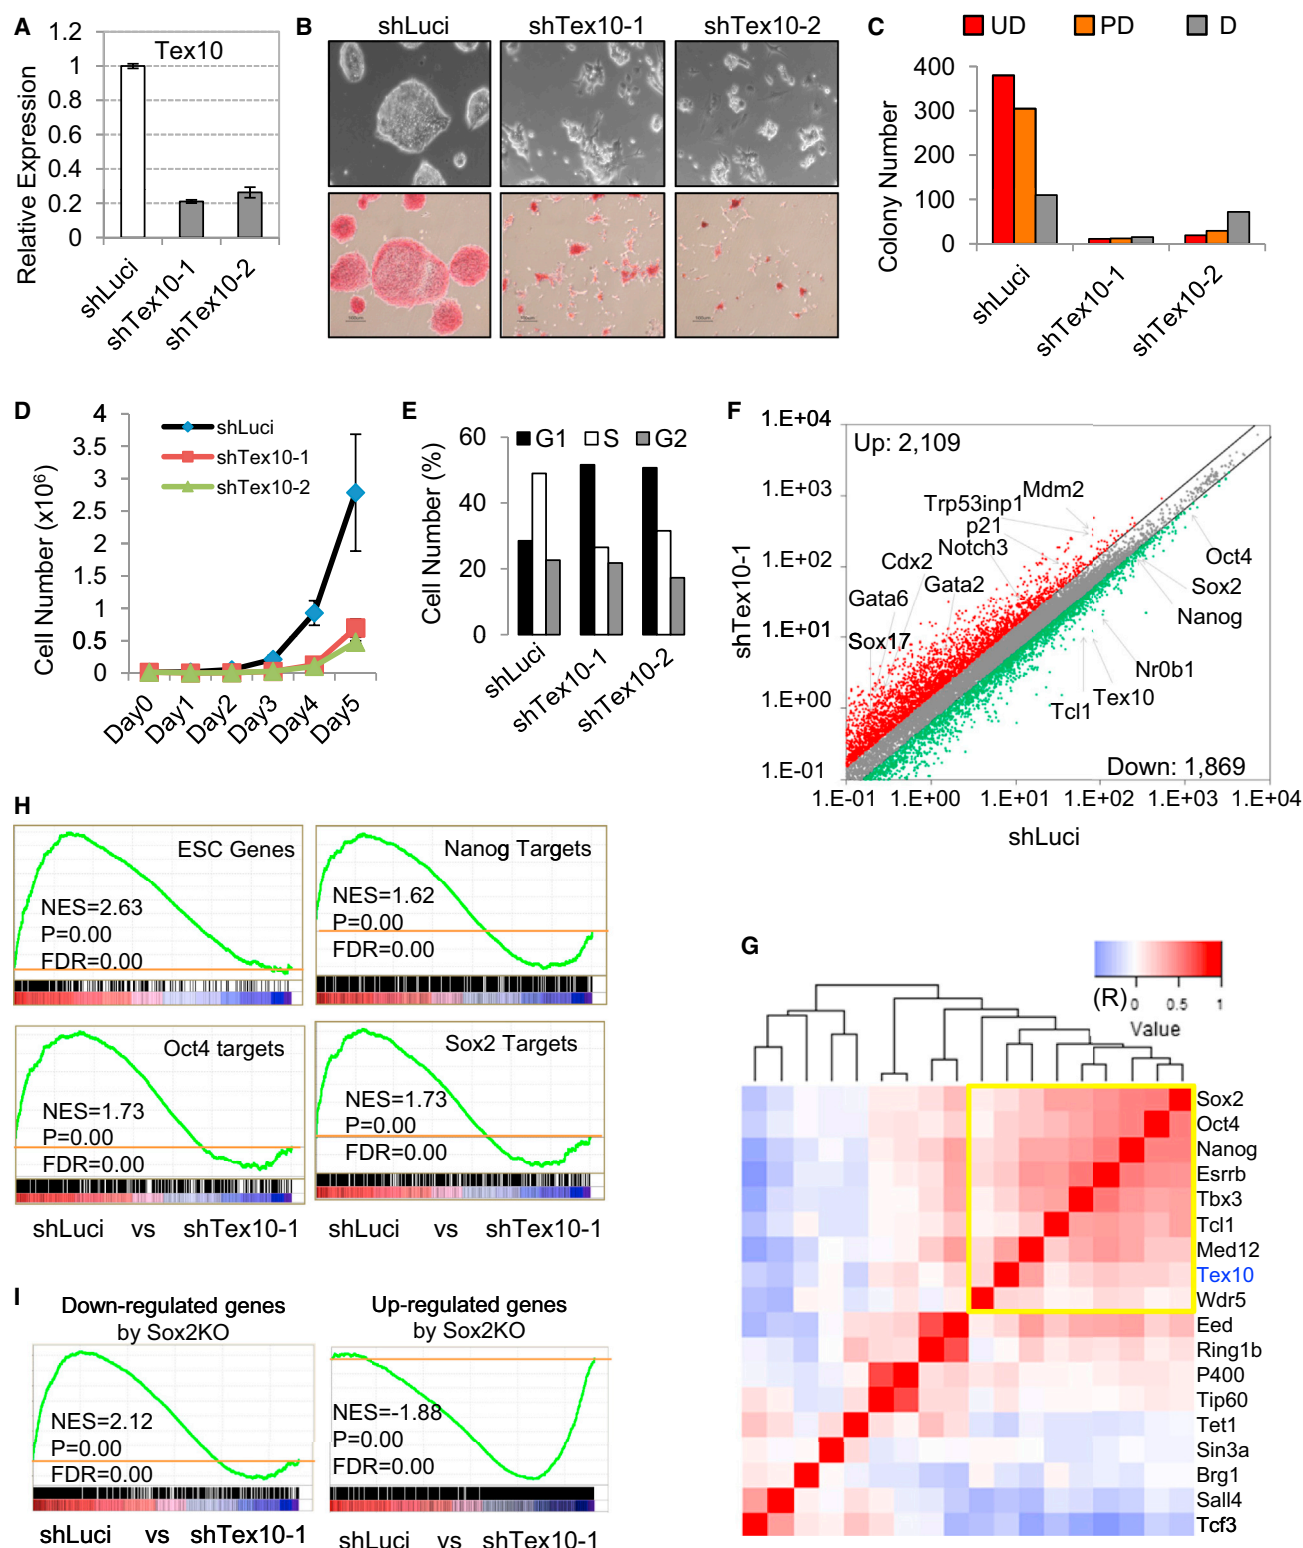 A
Tex10
Relative Expression
1.2
1
0.8
0.6
0.4
0.2
0
shLuci
shTex10-1
shTex10-2
B
shLuci shTex10-1 shTex10-2
C
UD PD D
Colony Number
400
300
200
100
0
shLuci
shTex10-1
shTex10-2
D
Cell Number (x10⁶)
4
3.5
3
2.5
2
1.5
1
0.5
0
shLuci
shTex10-1
shTex10-2
Day0
Day1
Day2
Day3
Day4
Day5
E
Cell Number (%)
60
40
20
0
G1 S G2
shLuci
shTex10-1
shTex10-2
F
shTex10-1
1.E+04
1.E+03
1.E+02
1.E+01
1.E+00
1.E-01
Up: 2,109
Mdm2
Trp53inp1
p21
Notch3
Cdx2
Gata2
Gata6
Sox17
Oct4
Sox2
Nanog
Nr0b1
Tex10
Tcl1
Down: 1,869
1.E-01 1.E+00 1.E+01 1.E+02 1.E+03 1.E+04
shLuci
H
ESC Genes
NES=2.63
P=0.00
FDR=0.00
Nanog Targets
NES=1.62
P=0.00
FDR=0.00
Oct4 targets
NES=1.73
P=0.00
FDR=0.00
Sox2 Targets
NES=1.73
P=0.00
FDR=0.00
shLuci vs shTex10-1
shLuci vs shTex10-1
G
(R) 0 0.5 1
Value
Sox2
Oct4
Nanog
Esrrb
Tbx3
Tcl1
Med12
Tex10
Wdr5
Eed
Ring1b
P400
Tip60
Tet1
Sin3a
Brg1
Sall4
Tcf3
I
Down-regulated genes
by Sox2KO
NES=2.12
P=0.00
FDR=0.00
shLuci vs shTex10-1
Up-regulated genes
by Sox2KO
NES=-1.88
P=0.00
FDR=0.00
shLuci vs shTex10-1